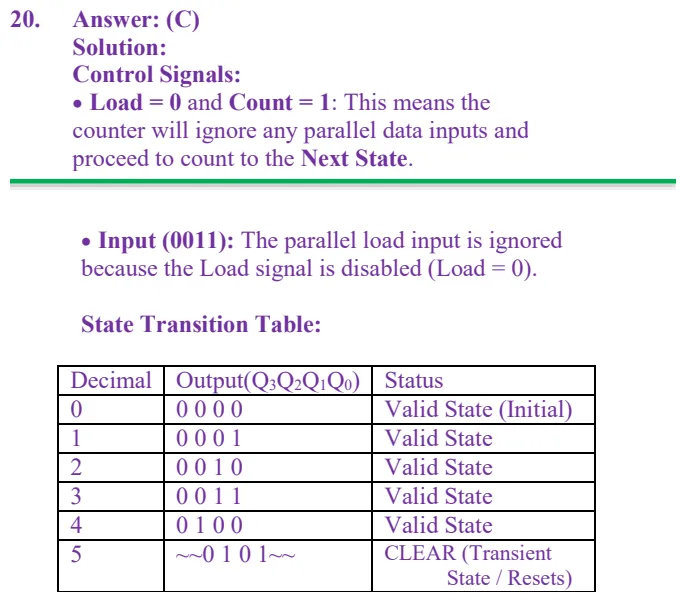 20. Answer: (C)
Solution:
Control Signals:
• Load = 0 and Count = 1: This means the
counter will ignore any parallel data inputs and
proceed to count to the Next State.
• Input (0011): The parallel load input is ignored
because the Load signal is disabled (Load = 0).
State Transition Table:
Decimal Output(Q₃Q₂Q₁Q₀) Status
0 0 0 0 0 Valid State (Initial)
1 0 0 0 1 Valid State
2 0 0 1 0 Valid State
3 0 0 1 1 Valid State
4 0 1 0 0 Valid State
5 ~~0 1 0 1~~ CLEAR (Transient
State / Resets)